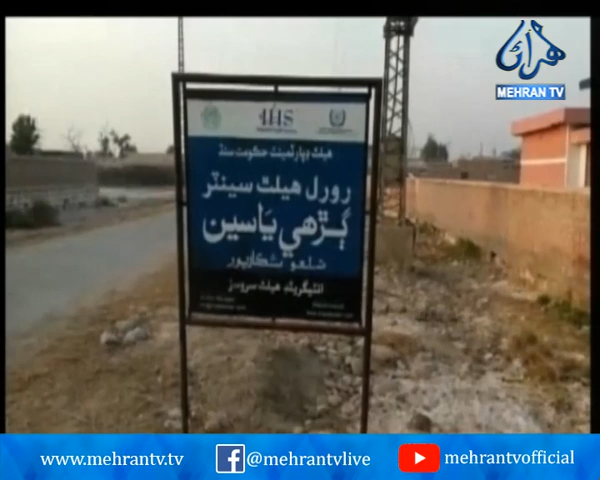 مهراڻ
MEHRAN TV
IHS
هيلٿ ڊپارٽمينٽ حڪومت سنڌ
رورل هيلٿ سينٽر
ڳڙهي ياسين
ضلعو شڪارپور
انٽيگريٽڊ هيلٿ سروسز
www.mehrantv.tv
@mehrantvlive
mehrantvofficial